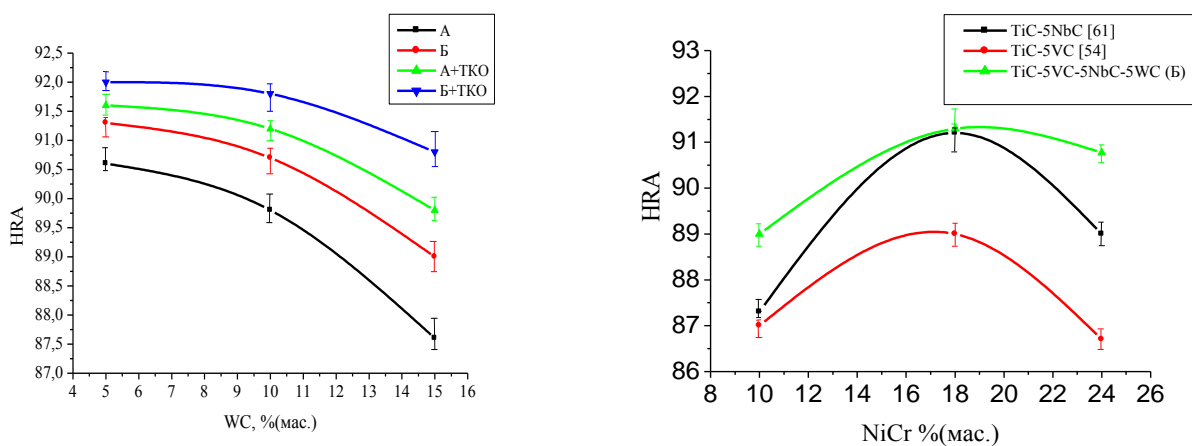 А
Б
А+ТКО
Б+ТКО
92,5
92,0
91,5
91,0
90,5
90,0
89,5
89,0
88,5
88,0
87,5
87,0
HRA
4 5 6 7 8 9 10 11 12 13 14 15 16
WC, %(мас.)
TiC-5NbC [61]
TiC-5VC [54]
TiC-5VC-5NbC-5WC (Б)
93
92
91
90
89
88
87
86
HRA
8 10 12 14 16 18 20 22 24 26
NiCr %(мас.)